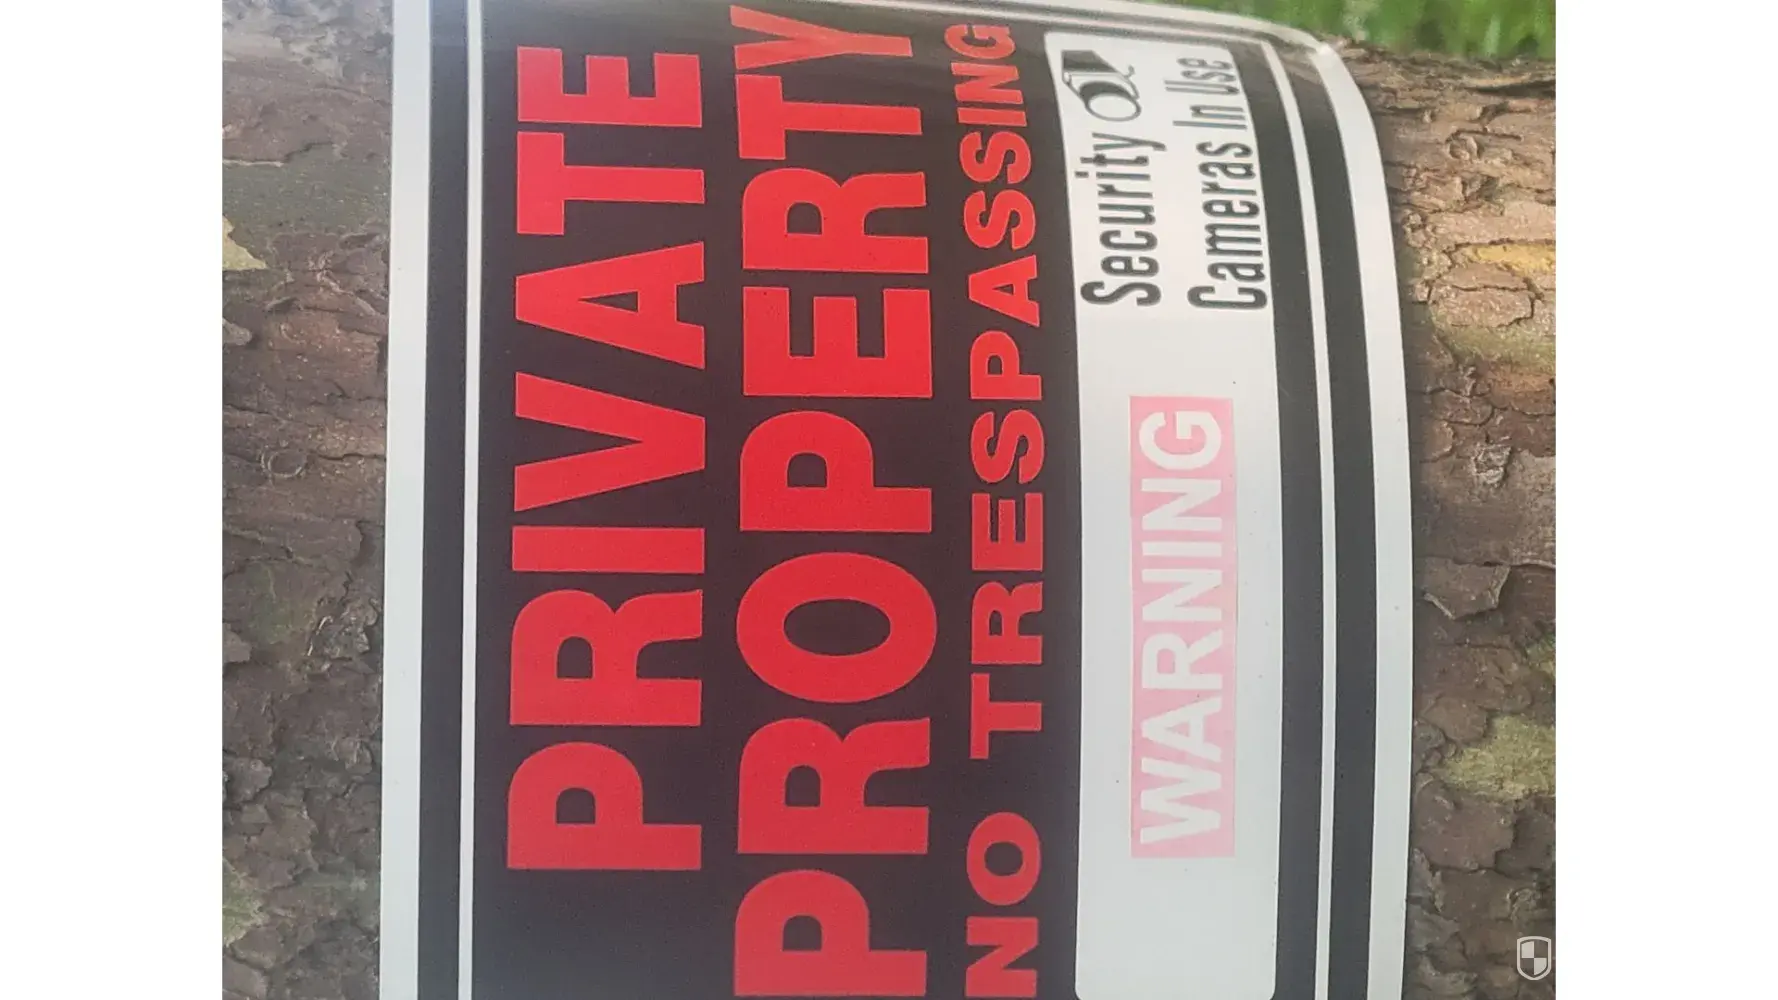 PRIVATE
PROPERTY
NO TRESPASSING
WARNING
Security
Cameras In Use